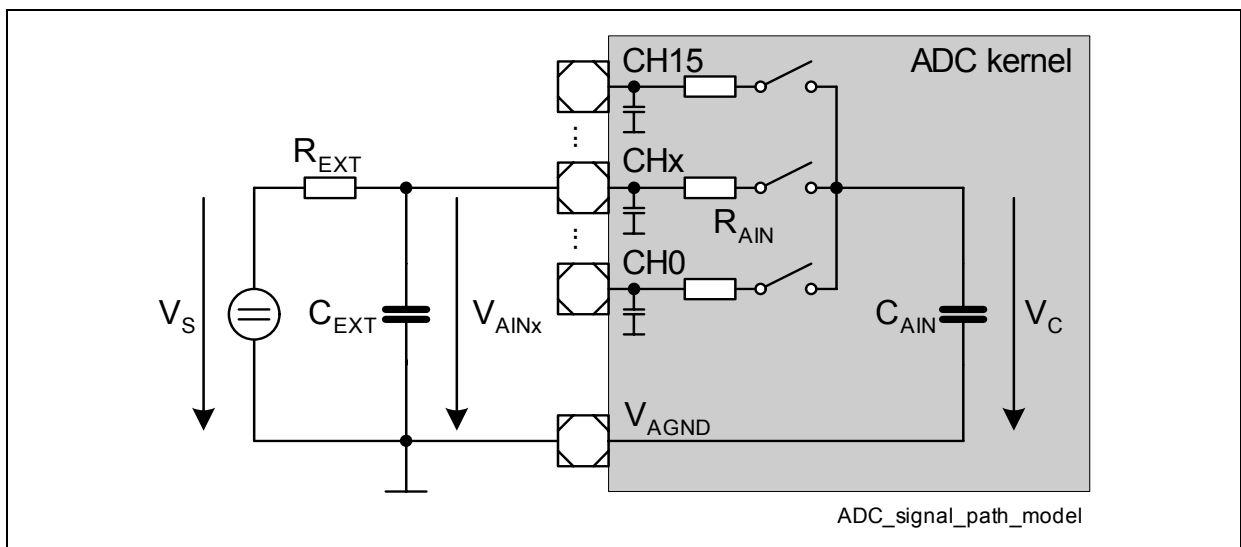 CH15
ADC kernel
R_EXT
CHx
R_AIN
CH0
V_S
C_EXT
V_AINx
C_AIN
V_C
V_AGND
ADC_signal_path_model